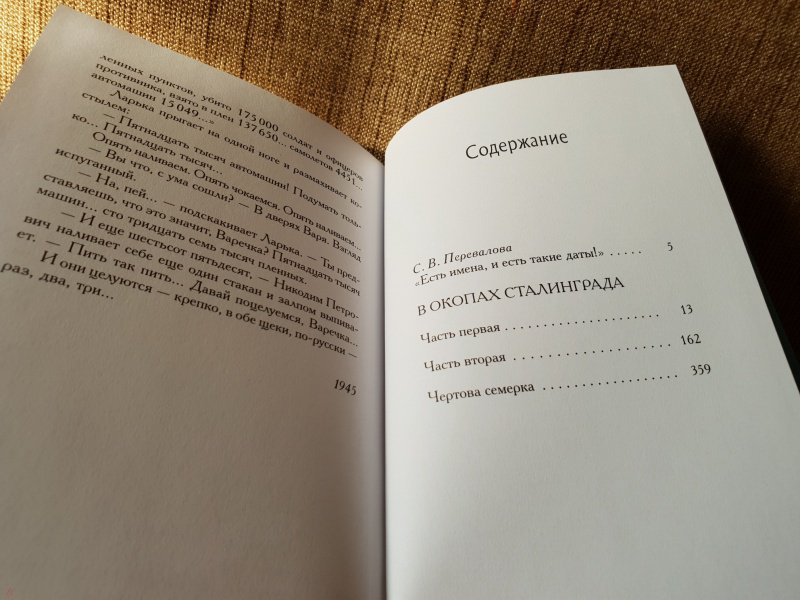 ленных пунктов, убито 175 000 солдат и офицеров
противника, взято в плен 137 650... самолетов 4451...
автомашин 15 049...»
Ларька прыгает на одной ноге и размахивает ко-
стылем:
— Пятнадцать тысяч автомашин! Подумать толь-
ко... Пятнадцать тысяч...
Опять наливаем. Опять чокаемся. Опять наливаем...
— Вы что, с ума сошли? — В дверях Варя. Взгляд
испуганный.
— На, пей... — подскакивает Ларька. — Ты пред-
ставляешь, что это значит, Варечка? Пятнадцать тысяч
машин... сто тридцать семь тысяч пленных.
— И еще шестьсот пятьдесят, — Никодим Петро-
вич наливает себе еще один стакан и залпом выпива-
ет. — Пить так пить... Давай поцелуемся, Варечка...
И они целуются — крепко, в обе щеки, по-русски —
раз, два, три...
1945
Содержание
С. В. Перевалова
«Есть имена, и есть такие даты!» ..... 5
В ОКОПАХ СТАЛИНГРАДА
Часть первая .................... 13
Часть вторая .................... 162
Чертова семерка .................. 359